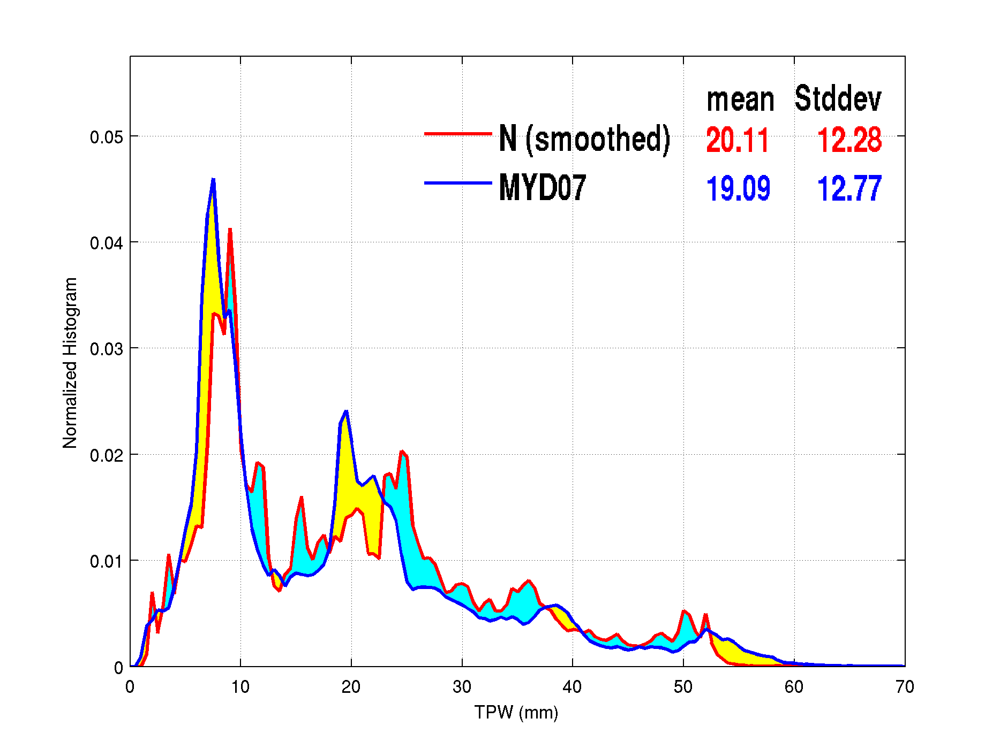 mean Stddev
N (smoothed) 20.11 12.28
MYD07 19.09 12.77
0.05
0.04
0.03
0.02
0.01
0
Normalized Histogram
0 10 20 30 40 50 60 70
TPW (mm)